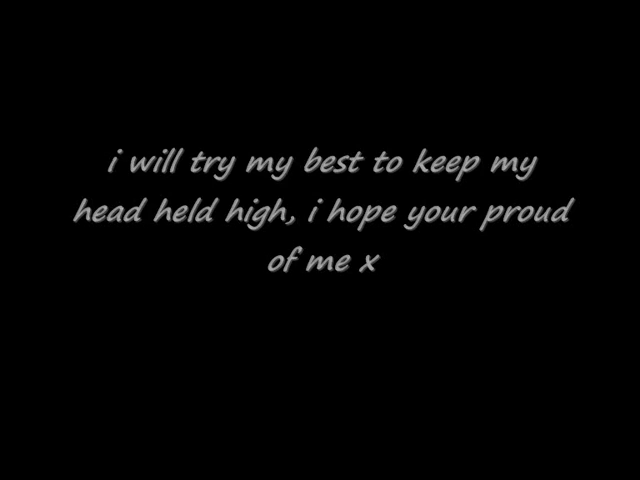 i will try my best to keep my
head held high, i hope your proud
of me x